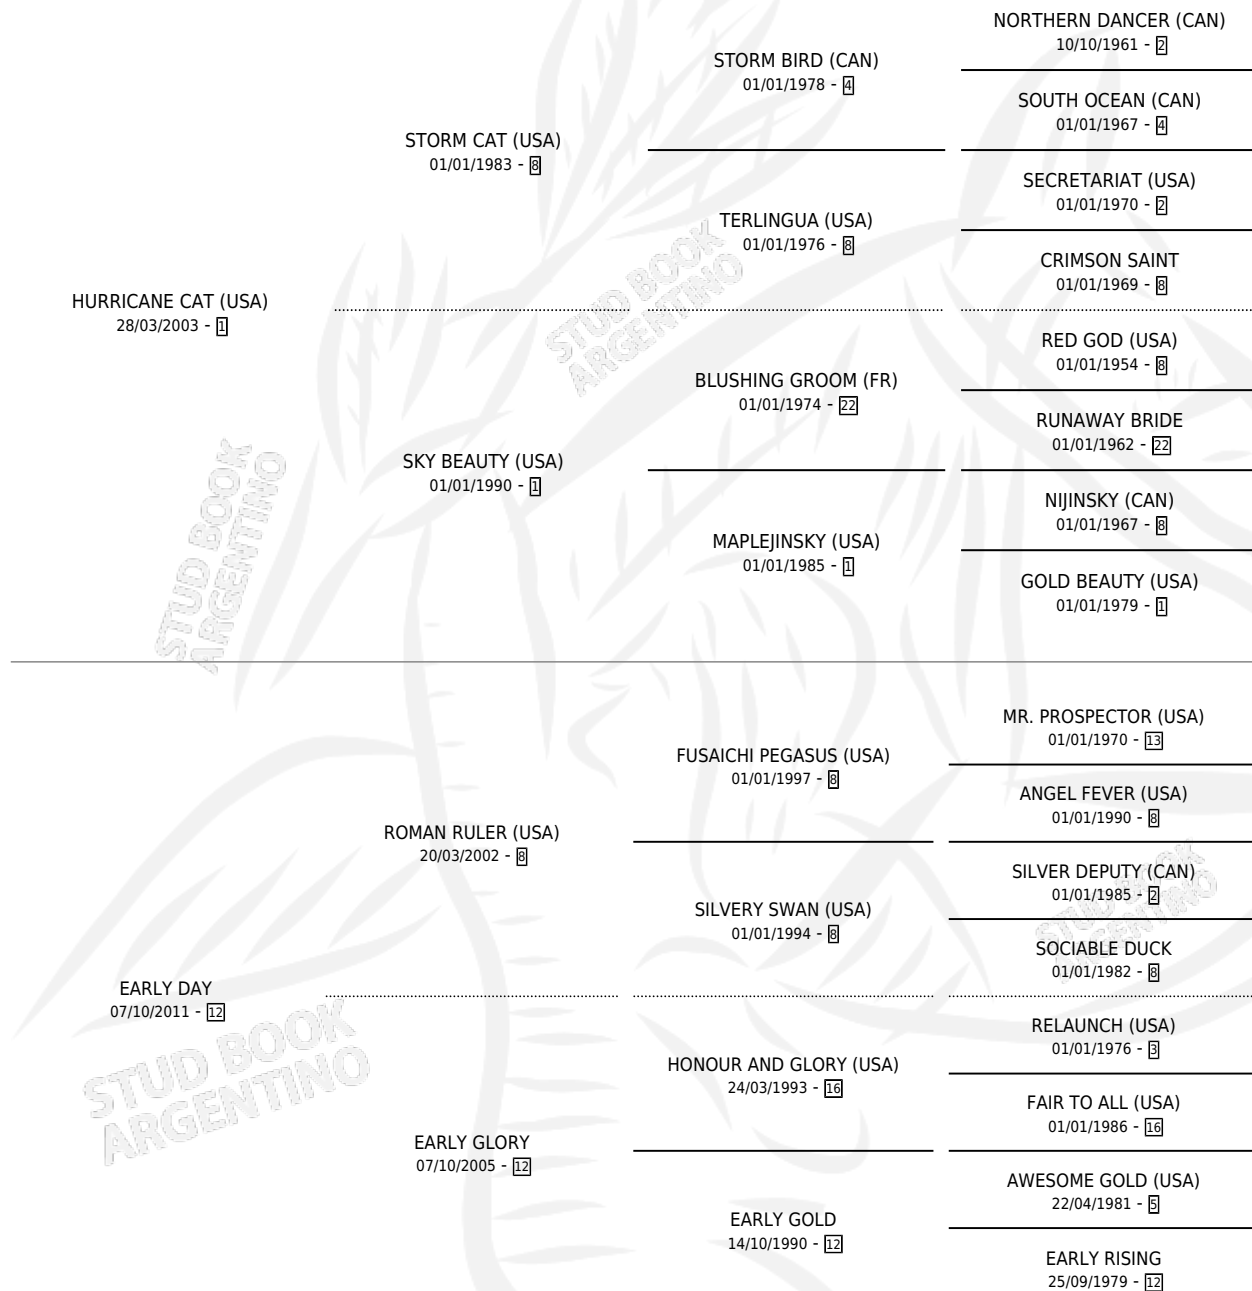 NORTHERN DANCER (CAN)
10/10/1961 - 2
STORM BIRD (CAN)
01/01/1978 - 4
SOUTH OCEAN (CAN)
01/01/1967 - 4
STORM CAT (USA)
01/01/1983 - 8
SECRETARIAT (USA)
01/01/1970 - 2
TERLINGUA (USA)
01/01/1976 - 8
CRIMSON SAINT
01/01/1969 - 8
HURRICANE CAT (USA)
28/03/2003 - 1
RED GOD (USA)
01/01/1954 - 8
BLUSHING GROOM (FR)
01/01/1974 - 22
RUNAWAY BRIDE
01/01/1962 - 22
SKY BEAUTY (USA)
01/01/1990 - 1
NIJINSKY (CAN)
01/01/1967 - 8
MAPLEJINSKY (USA)
01/01/1985 - 1
GOLD BEAUTY (USA)
01/01/1979 - 1
MR. PROSPECTOR (USA)
01/01/1970 - 13
FUSAICHI PEGASUS (USA)
01/01/1997 - 8
ANGEL FEVER (USA)
01/01/1990 - 8
ROMAN RULER (USA)
20/03/2002 - 8
SILVER DEPUTY (CAN)
01/01/1985 - 2
SILVERY SWAN (USA)
01/01/1994 - 8
SOCIABLE DUCK
01/01/1982 - 8
EARLY DAY
07/10/2011 - 12
RELAUNCH (USA)
01/01/1976 - 3
HONOUR AND GLORY (USA)
24/03/1993 - 16
FAIR TO ALL (USA)
01/01/1986 - 16
EARLY GLORY
07/10/2005 - 12
AWESOME GOLD (USA)
22/04/1981 - 5
EARLY GOLD
14/10/1990 - 12
EARLY RISING
25/09/1979 - 12
STUD BOOK
ARGENTINO
STUD BOOK
ARGENTINO
STUD BOOK
ARGENTINO
STUD BOOK
ARGENTINO